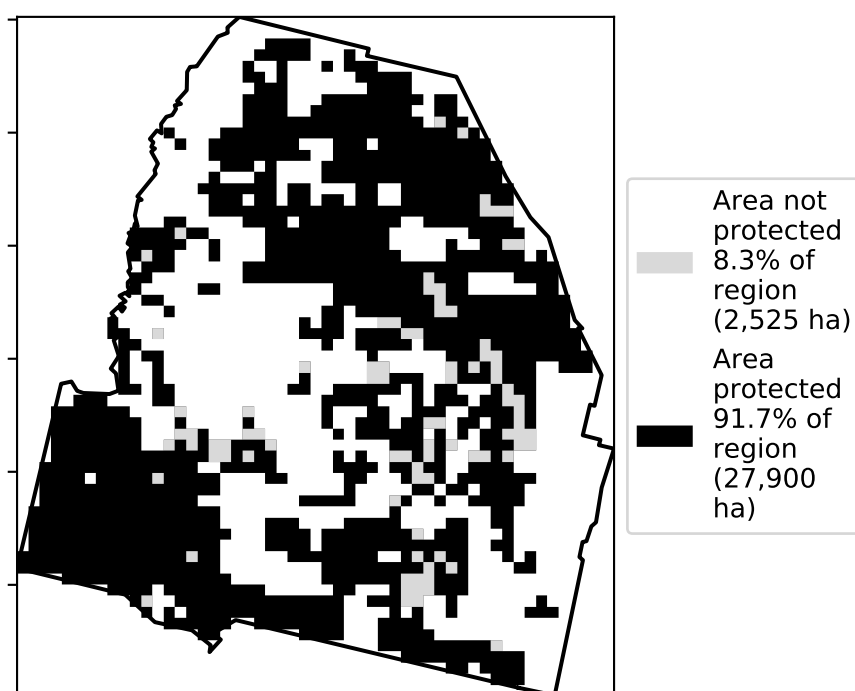 Area not
protected
8.3% of
region
(2,525 ha)
Area
protected
91.7% of
region
(27,900
ha)